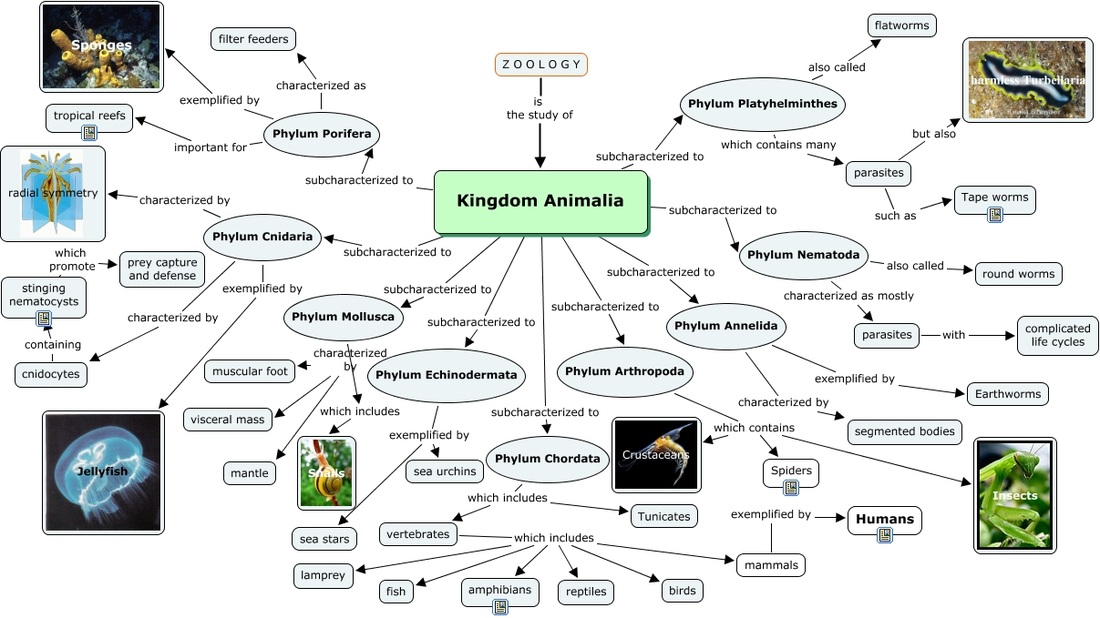 Sponges
filter feeders
flatworms
Z O O L O G Y
harmless Turbellaria
characterized as
also called
exemplified by
is
the study of
Phylum Platyhelminthes
tropical reefs
Phylum Porifera
but also
important for
which contains many
subcharacterized to
parasites
subcharacterized to
radial symmetry
characterized by
Kingdom Animalia
Tape worms
such as
subcharacterized to
Phylum Cnidaria
subcharacterized to
Phylum Nematoda
which
promote
prey capture
and defense
also called
round worms
subcharacterized to
stinging
nematocysts
exemplified by
subcharacterized to
characterized as mostly
subcharacterized to
Phylum Mollusca
characterized by
subcharacterized to
Phylum Annelida
parasites
with
complicated
life cycles
containing
characterized
by
cnidocytes
muscular foot
Phylum Echinodermata
Phylum Arthropoda
exemplified by
Earthworms
visceral mass
which includes
subcharacterized to
characterized by
exemplified by
which contains
segmented bodies
Jellyfish
mantle
Snails
sea urchins
Phylum Chordata
Crustaceans
Spiders
Insects
which includes
Tunicates
exemplified by
Humans
sea stars
vertebrates
which includes
mammals
lamprey
fish
amphibians
reptiles
birds